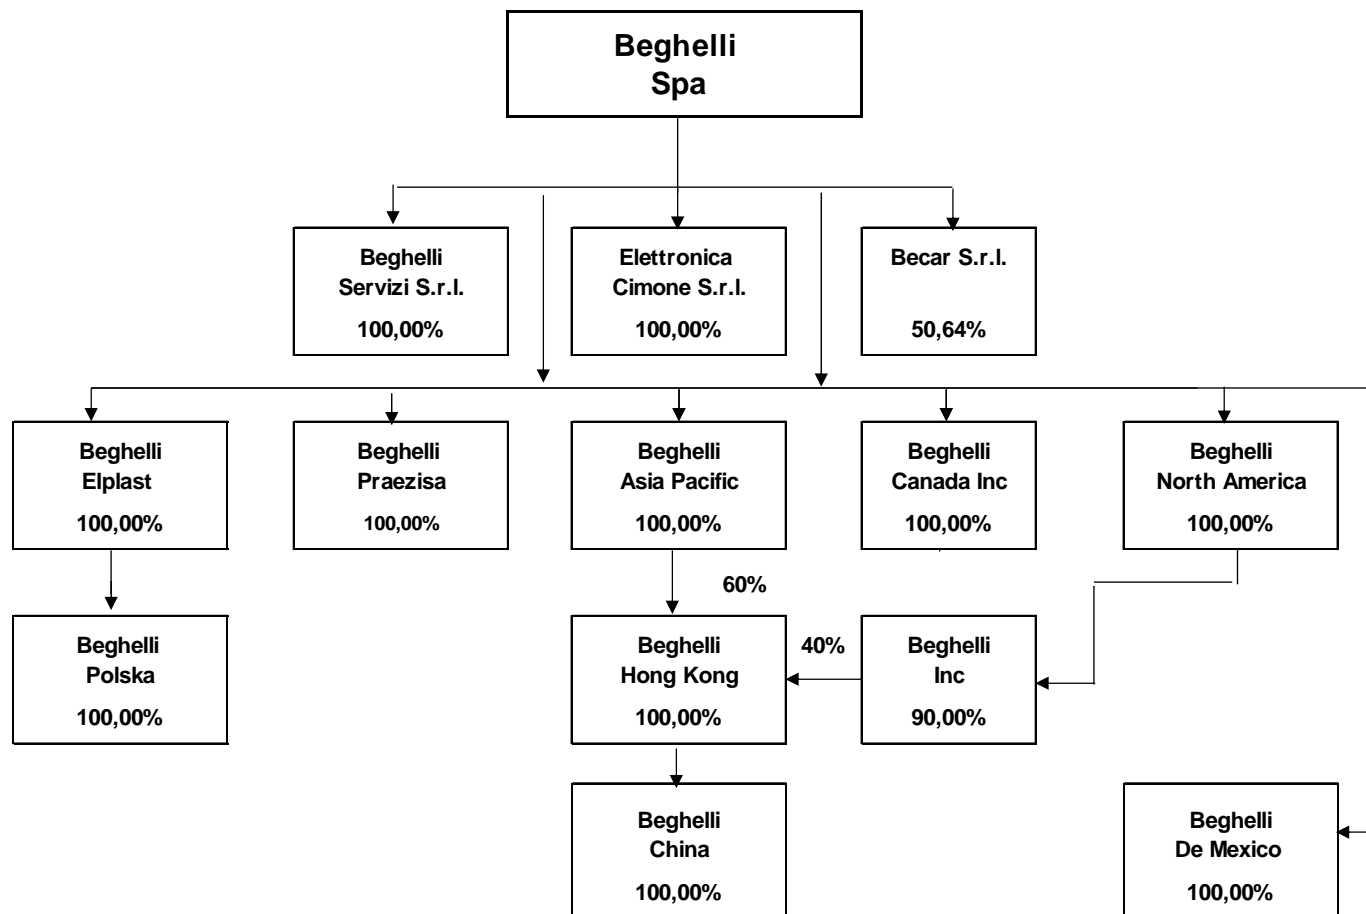 Beghelli
Spa
Beghelli
Servizi S.r.l.
100,00%
Elettronica
Cimone S.r.l.
100,00%
Becar S.r.l.
50,64%
Beghelli
Elplast
100,00%
Beghelli
Praezisa
100,00%
Beghelli
Asia Pacific
100,00%
Beghelli
Canada Inc
100,00%
Beghelli
North America
100,00%
60%
Beghelli
Polska
100,00%
Beghelli
Hong Kong
100,00%
40%
Beghelli
Inc
90,00%
Beghelli
China
100,00%
Beghelli
De Mexico
100,00%